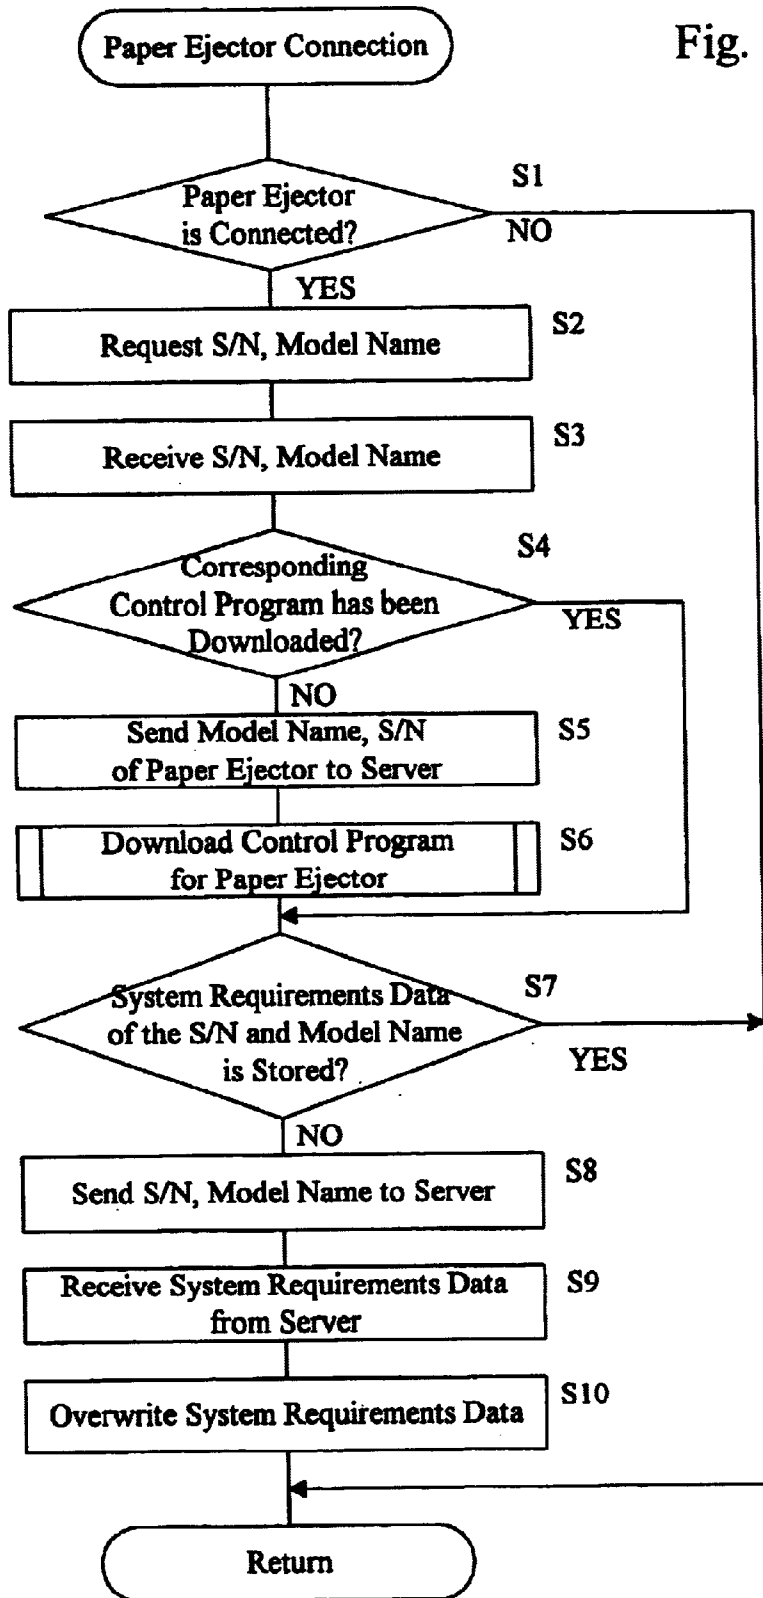 Paper Ejector Connection
Fig.
Paper Ejector
is Connected?
S1
NO
YES
Request S/N, Model Name
S2
Receive S/N, Model Name
S3
Corresponding
Control Program has been
Downloaded?
S4
YES
NO
Send Model Name, S/N
of Paper Ejector to Server
S5
Download Control Program
for Paper Ejector
S6
System Requirements Data
of the S/N and Model Name
is Stored?
S7
YES
NO
Send S/N, Model Name to Server
S8
Receive System Requirements Data
from Server
S9
Overwrite System Requirements Data
S10
Return